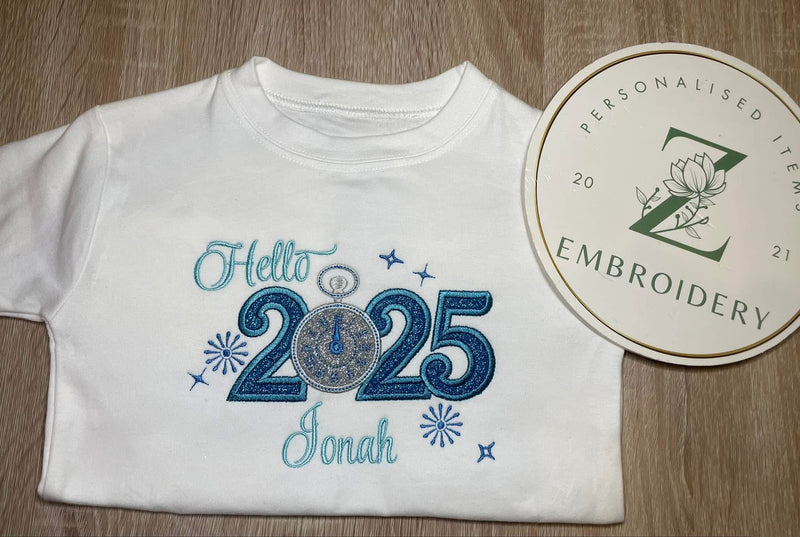 Hello
2025
Jonah
PERSONALISED ITEMS
Z
20 21
EMBROIDERY